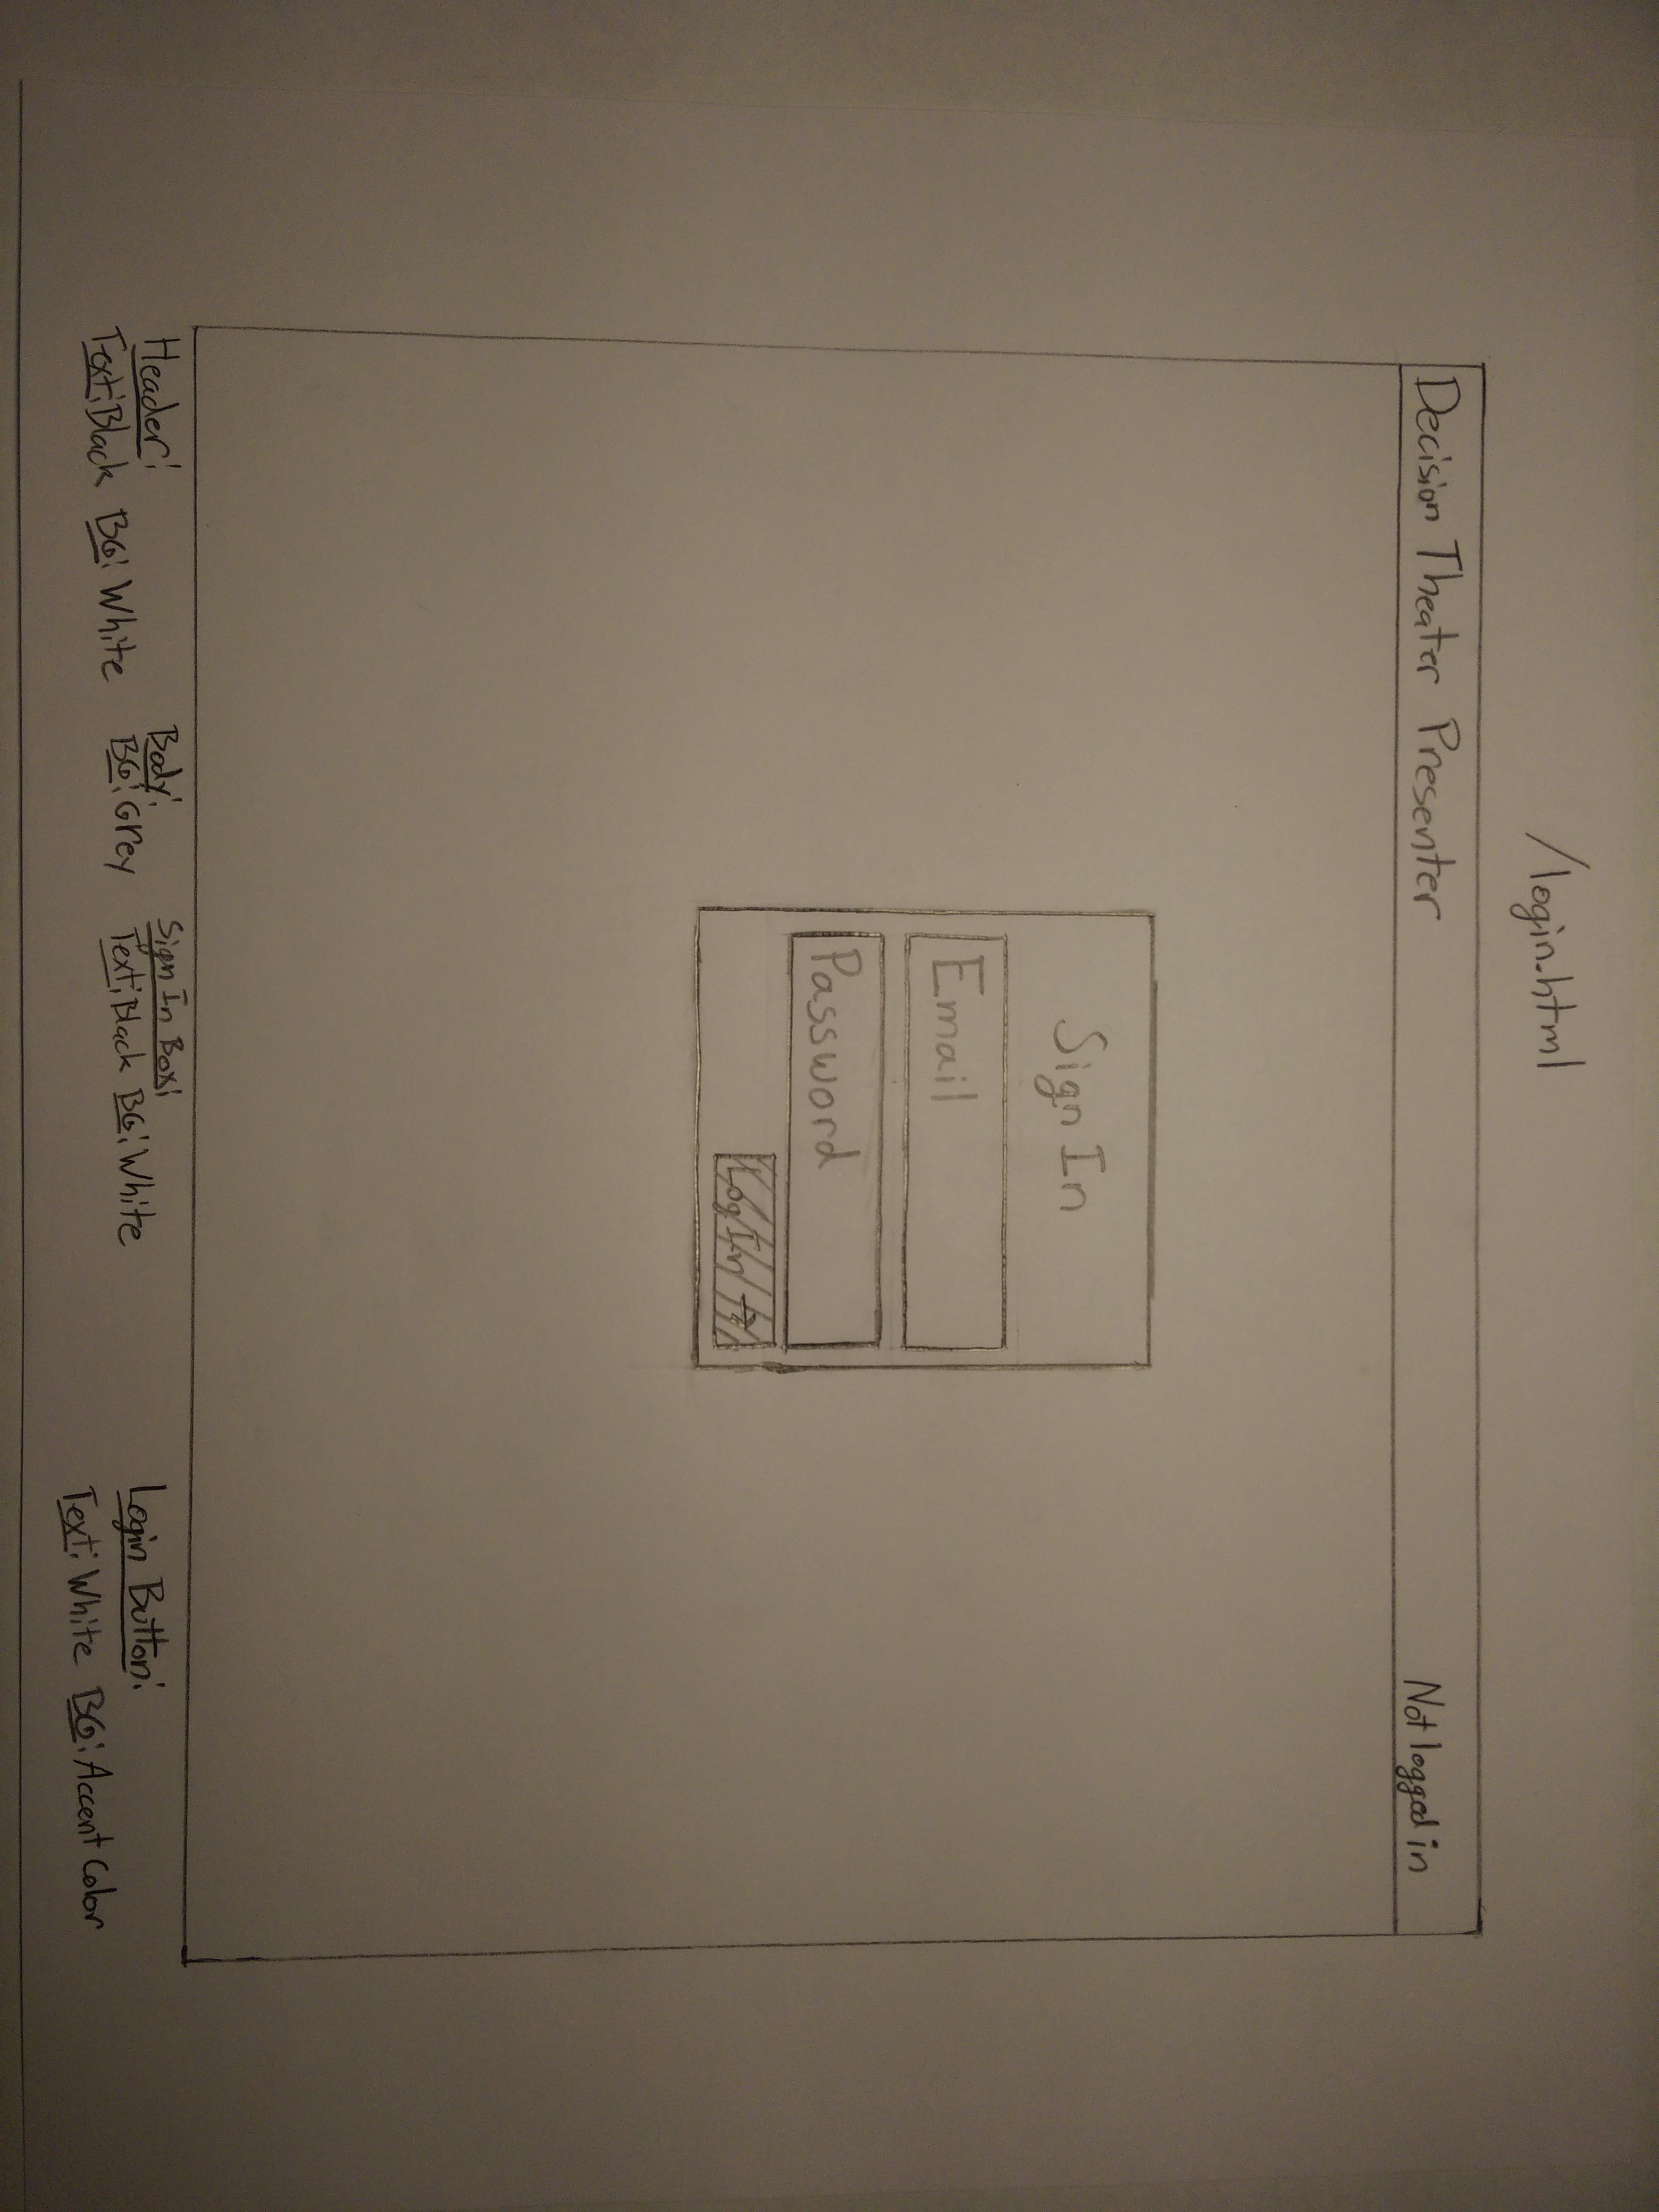 /login.html
Decision Theater Presenter Not logged in
Sign In
Email
Password
Log In →
Header:
Text: Black BG: White
Body:
BG: Grey
Sign In Box:
Text: Black BG: White
Login Button:
Text: White BG: Accent Color